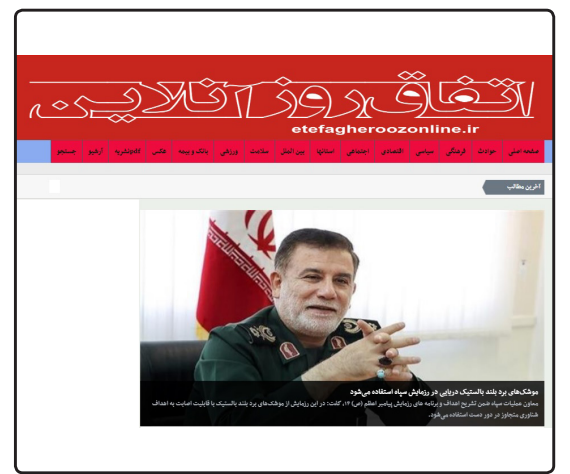 اتفاق روز آنلاین
etefagheroozonline.ir
صفحه اصلی حوادث فرهنگی سیاسی اقتصادی اجتماعی استانها بین الملل سلامت ورزشی بانک و بیمه عکس pdfنشریه آرشیو جستجو
آخرین مطالب
موشک‌های برد بلند بالستیک دریایی در رزمایش سپاه استفاده می‌شود
معاون عملیات سپاه ضمن تشریح اهداف و برنامه های رزمایش پیامبر اعظم (ص) ۱۴، گفت: در این رزمایش از موشک‌های برد بلند بالستیک با قابلیت اصابت به اهداف
شناوری متجاوز در دور دست استفاده می‌شود.